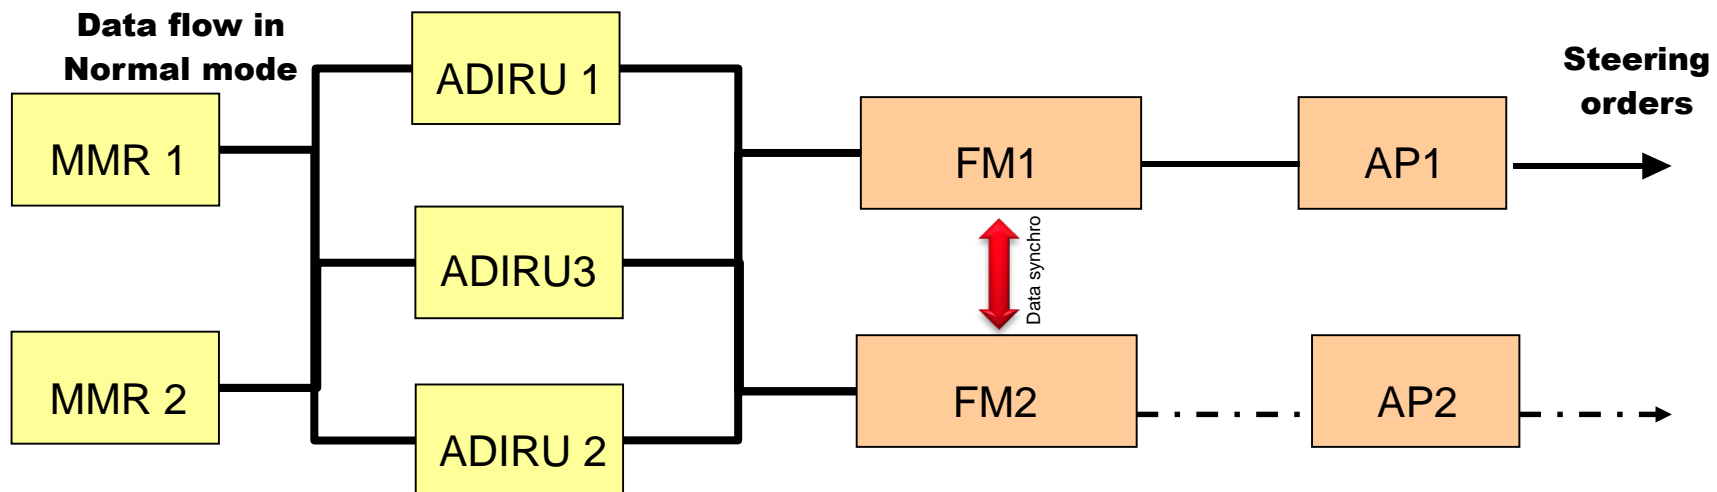 Data flow in
Normal mode
Steering
orders
MMR 1
MMR 2
ADIRU 1
ADIRU3
ADIRU 2
FM1
Data synchro
FM2
AP1
AP2